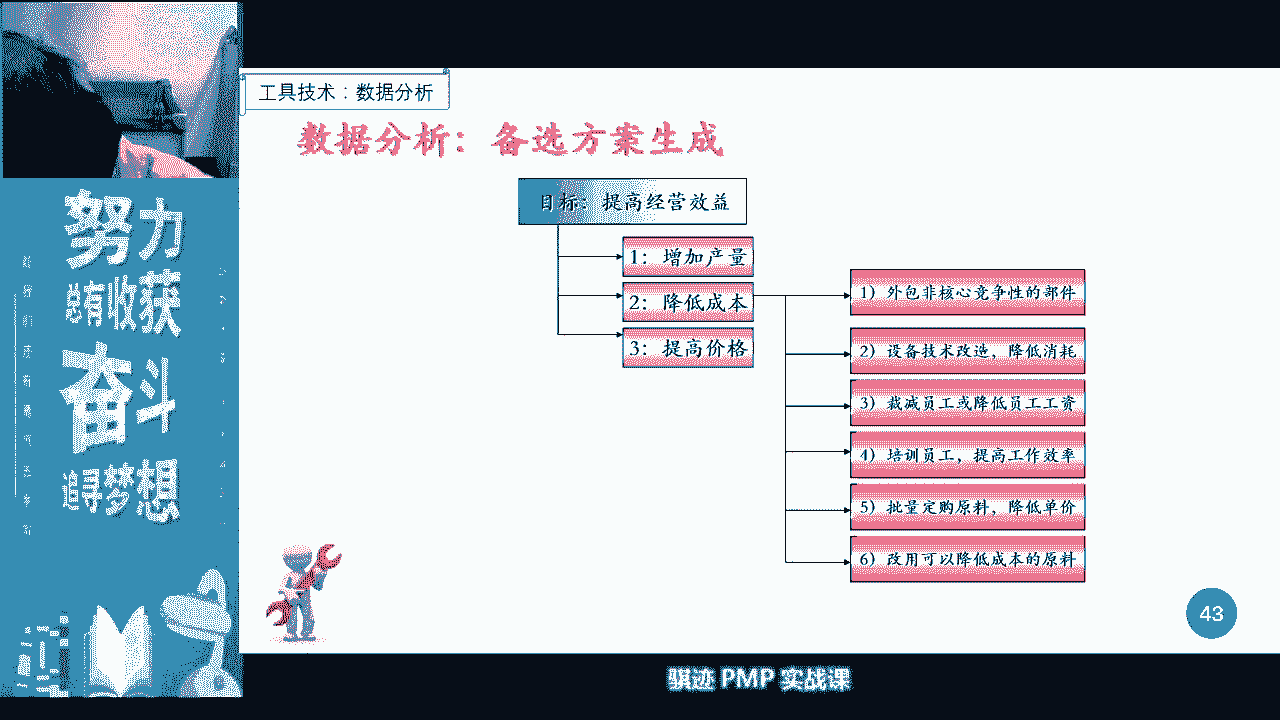 工具技术：数据分析
数据分析：备选方案生成
目标：提高经营效益
1：增加产量
2：降低成本
3：提高价格
1）外包非核心竞争性的部件
2）设备技术改造，降低消耗
3）裁减员工或降低员工工资
4）培训员工，提高工作效率
5）批量定购原料，降低单价
6）改用可以降低成本的原料
努力
总有收获
奋斗
追寻梦想
43
骐迹 PMP 实战课